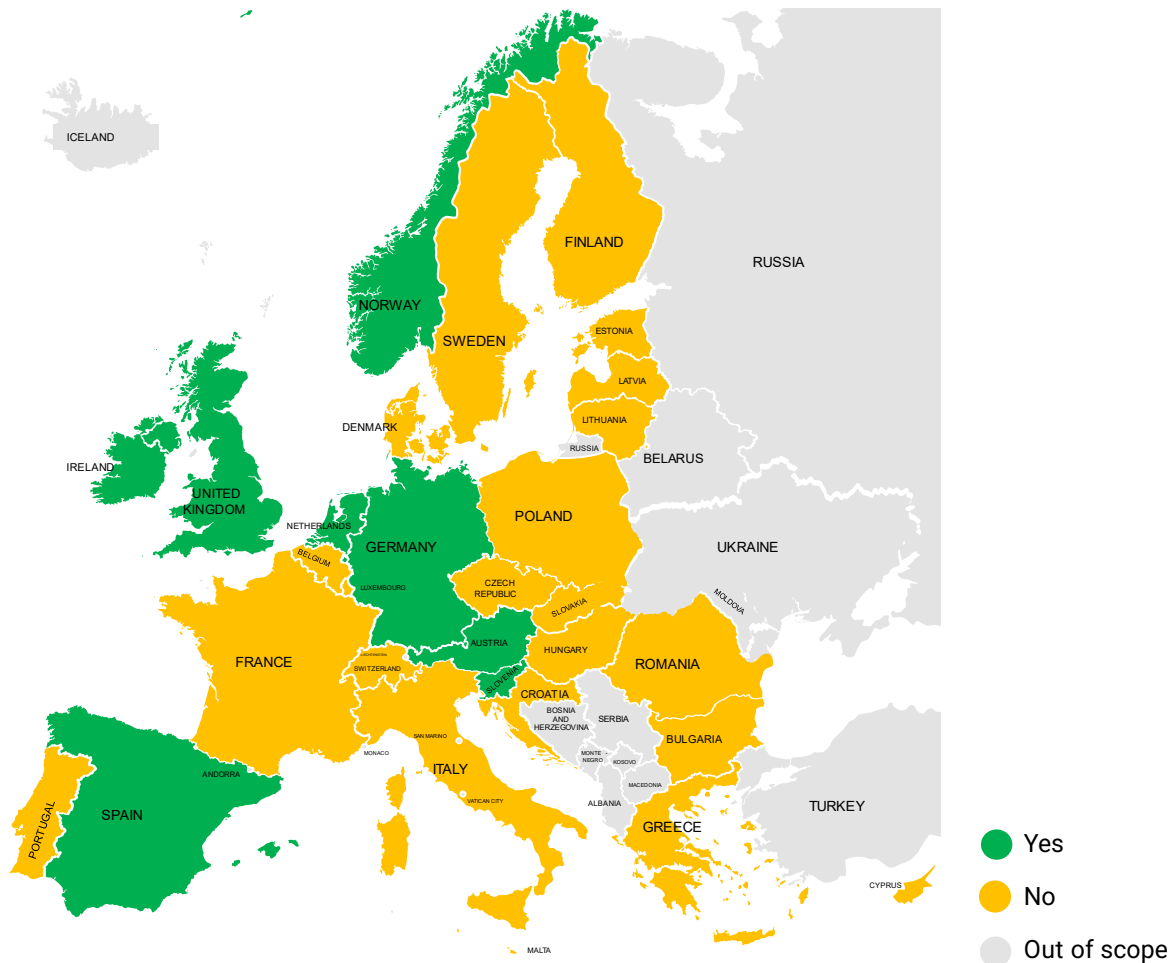 ICELAND
FINLAND
RUSSIA
NORWAY
SWEDEN
ESTONIA
LATVIA
LITHUANIA
DENMARK
RUSSIA
BELARUS
IRELAND
UNITED
KINGDOM
NETHERLANDS
POLAND
GERMANY
UKRAINE
BELGIUM
LUXEMBOURG
CZECH
REPUBLIC
SLOVAKIA
MOLDOVA
AUSTRIA
HUNGARY
FRANCE
LIECHTENSTEIN
SWITZERLAND
SLOVENIA
ROMANIA
CROATIA
BOSNIA
AND
HERZEGOVINA
SERBIA
SAN MARINO
MONACO
BULGARIA
MONTE -
NEGRO
KOSOVO
ITALY
ANDORRA
MACEDONIA
VATICAN CITY
ALBANIA
PORTUGAL
SPAIN
GREECE
TURKEY
CYPRUS
MALTA
Yes
No
Out of scope